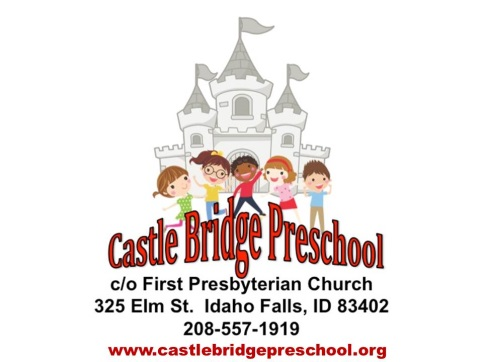 Castle Bridge Preschool
c/o First Presbyterian Church
325 Elm St.  Idaho Falls, ID 83402
208-557-1919
www.castlebridgepreschool.org